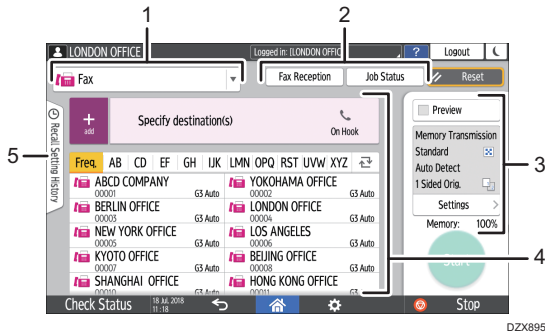 1
2
LONDON OFFICE
Logged in: [LONDON OFFIC
?
Logout
Fax
Fax Reception
Job Status
Reset
Recall Setting History
add
Specify destination(s)
On Hook
Preview
Memory Transmission
Standard
Auto Detect
1 Sided Orig.
Settings
Memory: 100%
3
5
Freq. AB CD EF GH IJK LMN OPQ RST UVW XYZ
ABCD COMPANY
00001 G3 Auto
YOKOHAMA OFFICE
00002 G3 Auto
BERLIN OFFICE
00003 G3 Auto
LONDON OFFICE
00004 G3 Auto
NEW YORK OFFICE
00005 G3 Auto
LOS ANGELES
00006 G3 Auto
KYOTO OFFICE
00007 G3 Auto
BEIJING OFFICE
00008 G3 Auto
SHANGHAI OFFICE
G3 Auto
HONG KONG OFFICE
00011 G3
4
Start
Check Status
18 Jul. 2018
11:18
Stop
DZX895